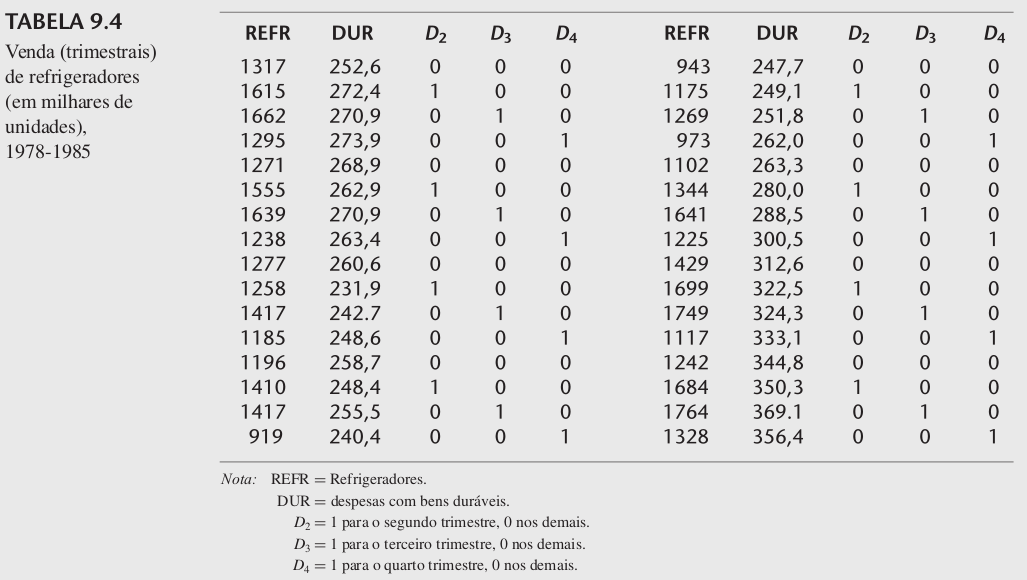 TABELA 9.4
Venda (trimestrais)
de refrigeradores
(em milhares de
unidades),
1978-1985
REFR DUR D2 D3 D4 REFR DUR D2 D3 D4
1317 252,6 0 0 0 943 247,7 0 0 0
1615 272,4 1 0 0 1175 249,1 1 0 0
1662 270,9 0 1 0 1269 251,8 0 1 0
1295 273,9 0 0 1 973 262,0 0 0 1
1271 268,9 0 0 0 1102 263,3 0 0 0
1555 262,9 1 0 0 1344 280,0 1 0 0
1639 270,9 0 1 0 1641 288,5 0 1 0
1238 263,4 0 0 1 1225 300,5 0 0 1
1277 260,6 0 0 0 1429 312,6 0 0 0
1258 231,9 1 0 0 1699 322,5 1 0 0
1417 242.7 0 1 0 1749 324,3 0 1 0
1185 248,6 0 0 1 1117 333,1 0 0 1
1196 258,7 0 0 0 1242 344,8 0 0 0
1410 248,4 1 0 0 1684 350,3 1 0 0
1417 255,5 0 1 0 1764 369.1 0 1 0
919 240,4 0 0 1 1328 356,4 0 0 1
Nota: REFR = Refrigeradores.
DUR = despesas com bens duráveis.
D2 = 1 para o segundo trimestre, 0 nos demais.
D3 = 1 para o terceiro trimestre, 0 nos demais.
D4 = 1 para o quarto trimestre, 0 nos demais.